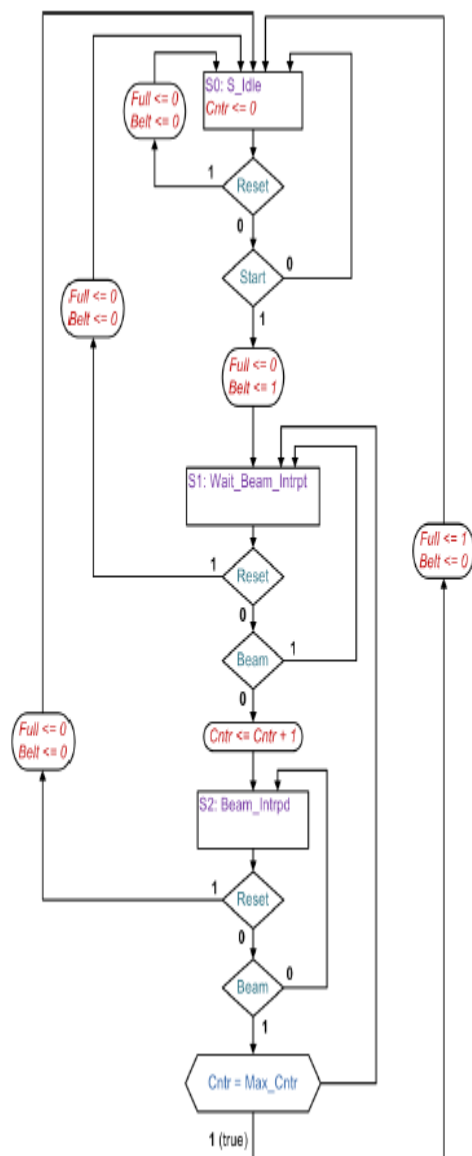 S0: S_Idle
Cntr <= 0
Full <= 0
Belt <= 0
1
Reset
0
Start
0
1
Full <= 0
Belt <= 0
Full <= 0
Belt <= 1
S1: Wait_Beam_Intrpt
1
Reset
0
Full <= 1
Belt <= 0
Beam
1
0
Full <= 0
Belt <= 0
Cntr <= Cntr + 1
S2: Beam_Intrpd
1
Reset
0
Beam
0
1
Cntr = Max_Cntr
1 (true)